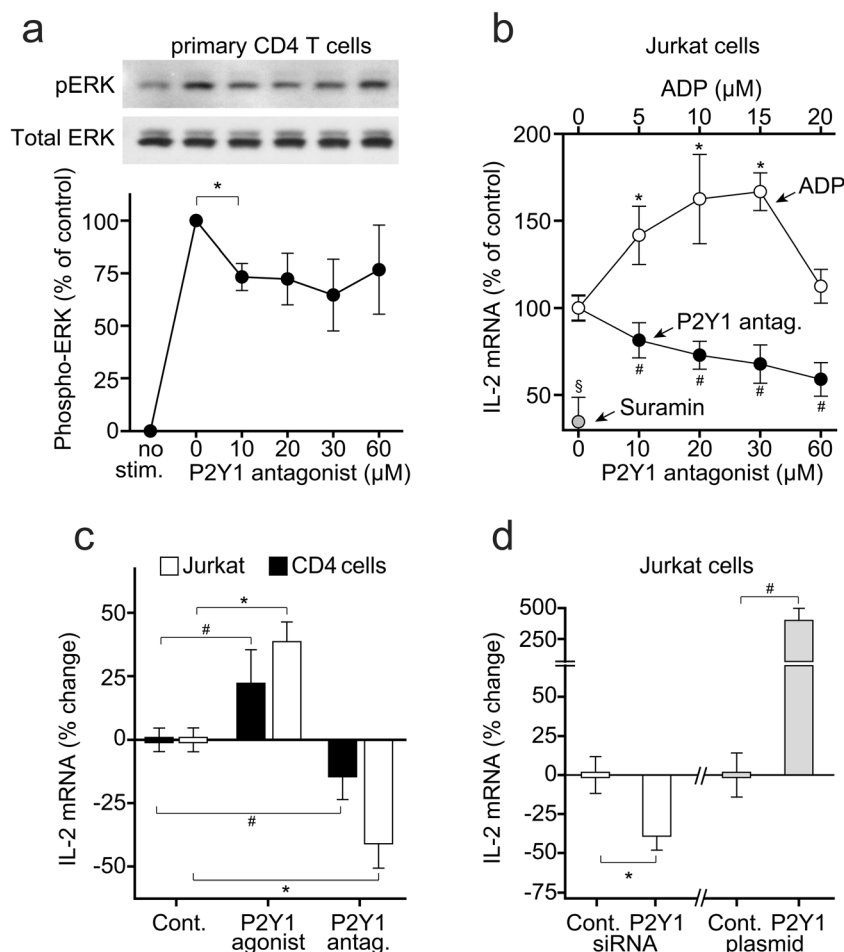 a
primary CD4 T cells
pERK
Total ERK
*
100
75
50
25
0
Phospho-ERK (% of control)
no stim.
0 10 20 30 60
P2Y1 antagonist (µM)
b
Jurkat cells
ADP (µM)
0 5 10 15 20
200
150
100
50
IL-2 mRNA (% of control)
* * *
ADP
P2Y1 antag.
# # # #
§
Suramin
0 10 20 30 60
P2Y1 antagonist (µM)
c
Jurkat CD4 cells
50
25
0
-25
-50
IL-2 mRNA (% change)
*
#
#
*
Cont. P2Y1 agonist P2Y1 antag.
d
Jurkat cells
500
250
50
25
0
-25
-50
-75
IL-2 mRNA (% change)
#
*
Cont. P2Y1 Cont. P2Y1
siRNA plasmid